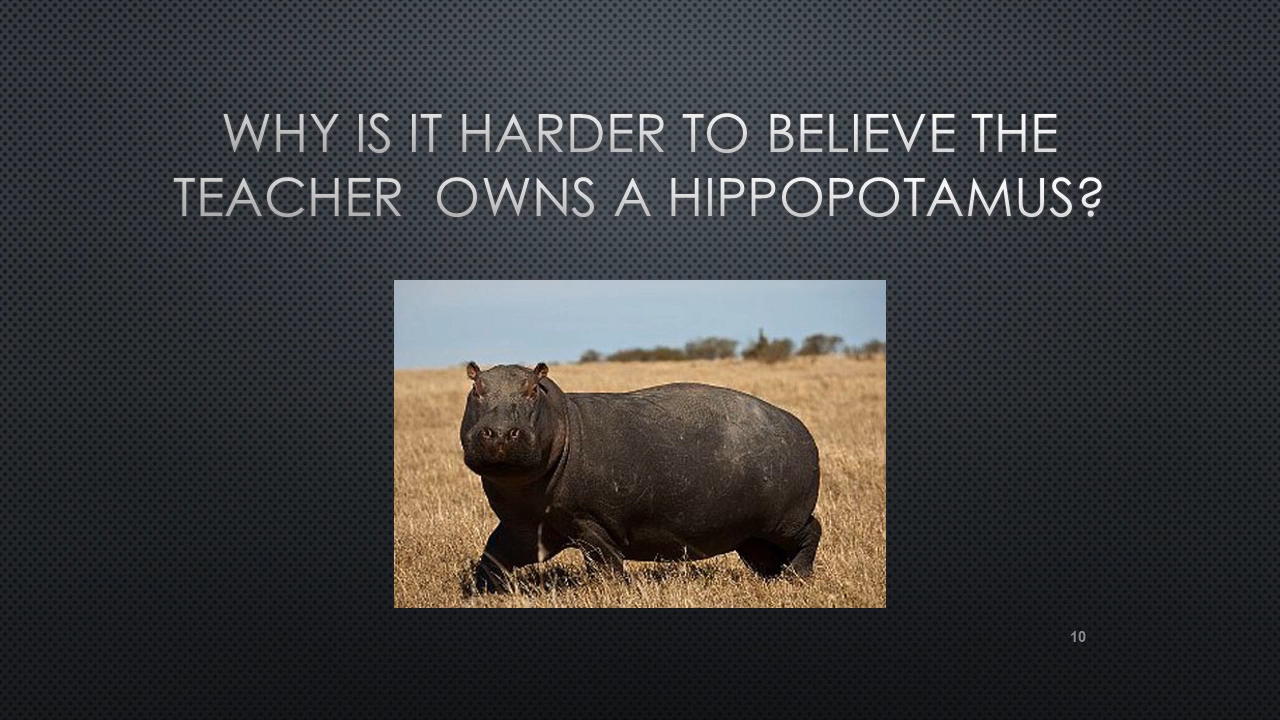 WHY IS IT HARDER TO BELIEVE THE
TEACHER OWNS A HIPPOPOTAMUS?
10